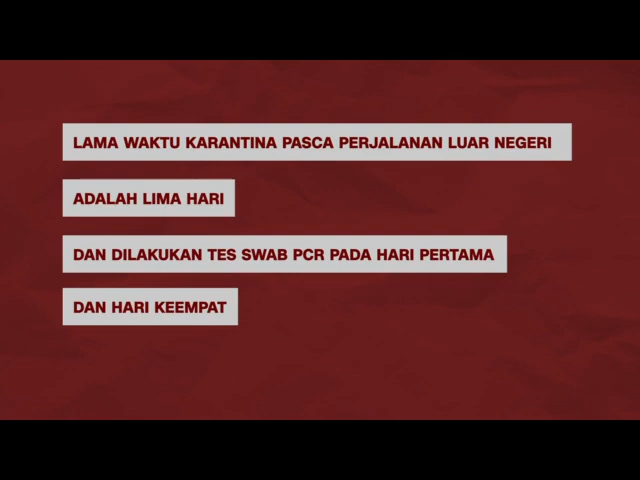 LAMA WAKTU KARANTINA PASCA PERJALANAN LUAR NEGERI
ADALAH LIMA HARI
DAN DILAKUKAN TES SWAB PCR PADA HARI PERTAMA
DAN HARI KEEMPAT